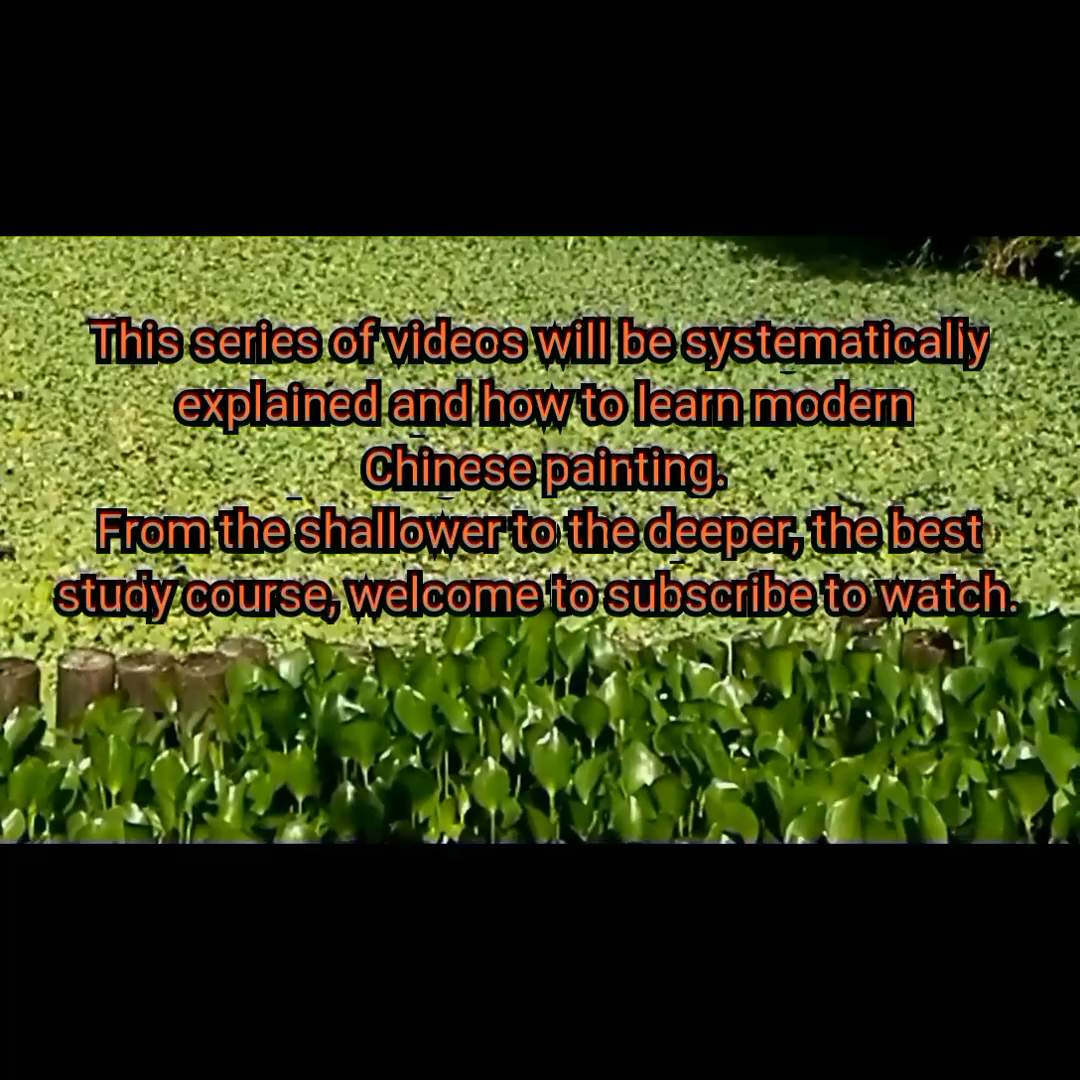 This series of videos will be systematically
explained and how to learn modern
Chinese painting.
From the shallower to the deeper, the best
study course, welcome to subscribe to watch.